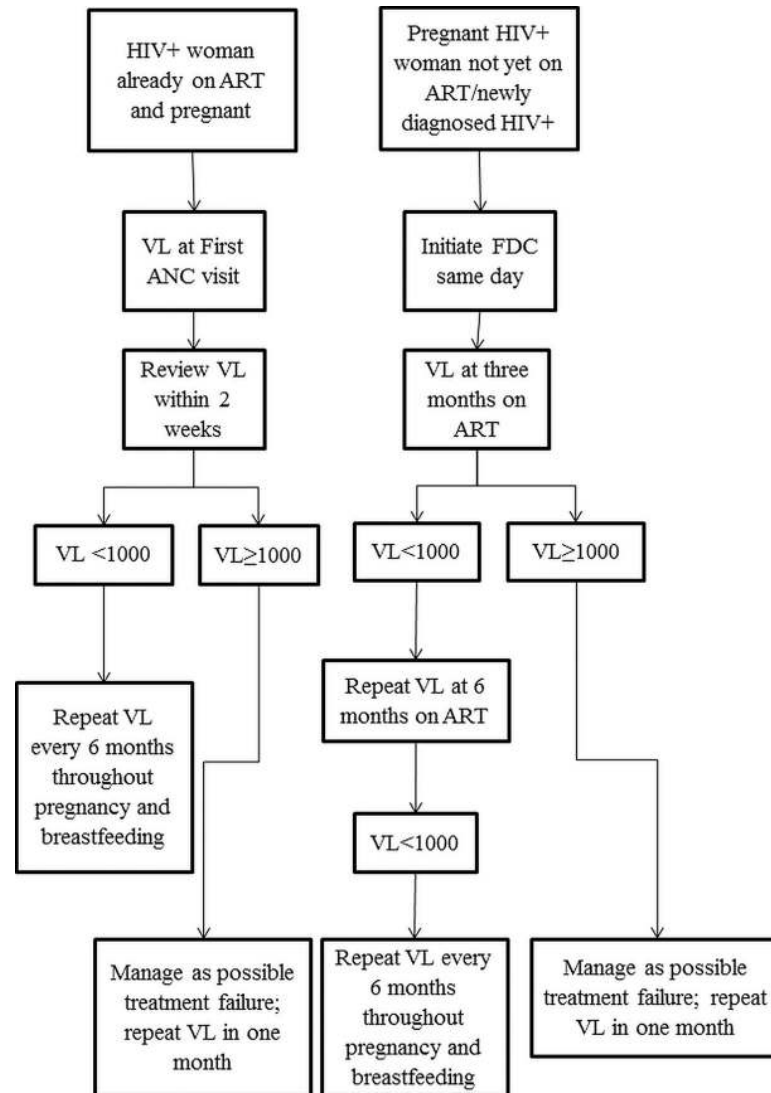 HIV+ woman
already on ART
and pregnant
Pregnant HIV+
woman not yet on
ART/newly
diagnosed HIV+
VL at First
ANC visit
Initiate FDC
same day
Review VL
within 2
weeks
VL at three
months on
ART
VL <1000
VL≥1000
VL<1000
VL≥1000
Repeat VL
every 6 months
throughout
pregnancy and
breastfeeding
Repeat VL at 6
months on ART
VL<1000
Manage as possible
treatment failure;
repeat VL in one
month
Repeat VL every
6 months
throughout
pregnancy and
breastfeeding
Manage as possible
treatment failure; repeat
VL in one month